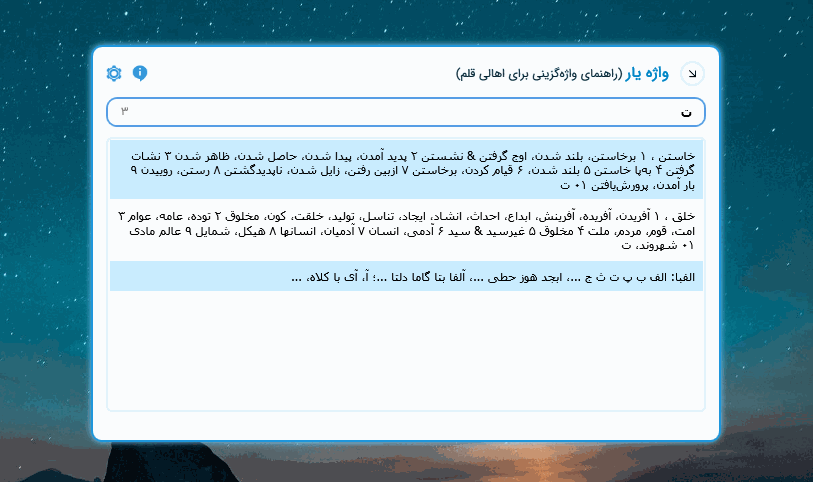 واژه یار (راهنمای واژه‌گزینی برای اهالی قلم)
ت
۳
خاستن ، ۱ برخاستن، بلند شدن، اوج گرفتن & نشستن ۲ پدید آمدن، پیدا شدن، حاصل شدن، ظاهر شدن ۳ نشات
گرفتن ۴ به‌پا خاستن ۵ بلند شدن، ۶ قیام کردن، برخاستن ۷ ازبین رفتن، زایل شدن، ناپدیدگشتن ۸ رستن، روییدن ۹
بار آمدن، پرورش‌یافتن ۰۱ ت
خلق ، ۱ آفریدن، آفریده، آفرینش، ابداع، احداث، انشاد، ایجاد، تناسل، تولید، خلقت، کون، مخلوق ۲ توده، عامه، عوام ۳
امت، قوم، مردم، ملت ۴ مخلوق ۵ غیرسید & سید ۶ آدمی، انسان ۷ آدمیان، انسانها ۸ هیکل، شمایل ۹ عالم مادی
۰۱ شهروند، ت
الفبا: الف ب پ ت ث ج ...، ابجد هوز حطی ...، آلفا بتا گاما دلتا ...؛ آ، آی با کلاه، ...